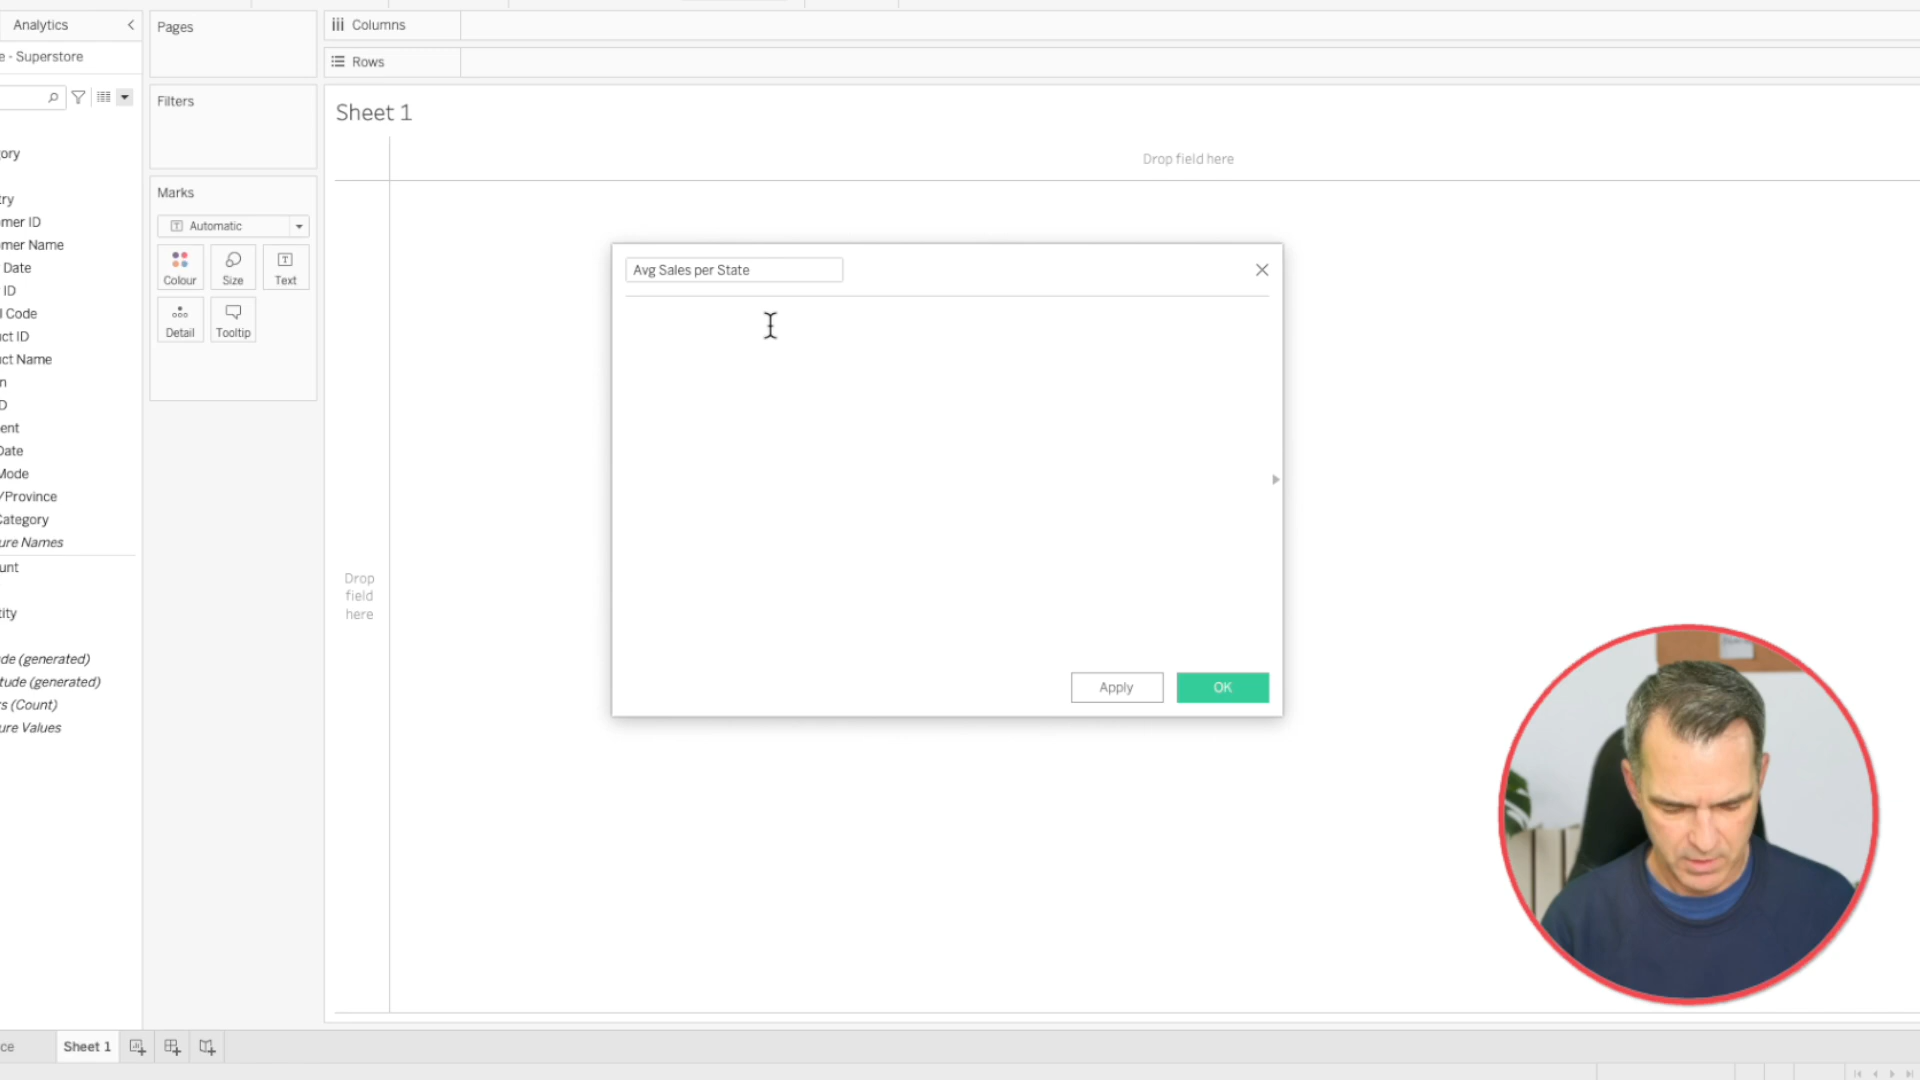 Analytics
Pages
Columns
e - Superstore
Rows
Filters
Sheet 1
Drop field here
ory
Marks
try
Automatic
mer ID
mer Name
Date
Colour
Size
Text
ID
l Code
Detail
Tooltip
ct ID
ct Name
n
D
ent
Date
Mode
/Province
Category
ure Names
unt
tity
de (generated)
tude (generated)
s (Count)
ure Values
Avg Sales per State
Drop
field
here
Apply
OK
ce
Sheet 1